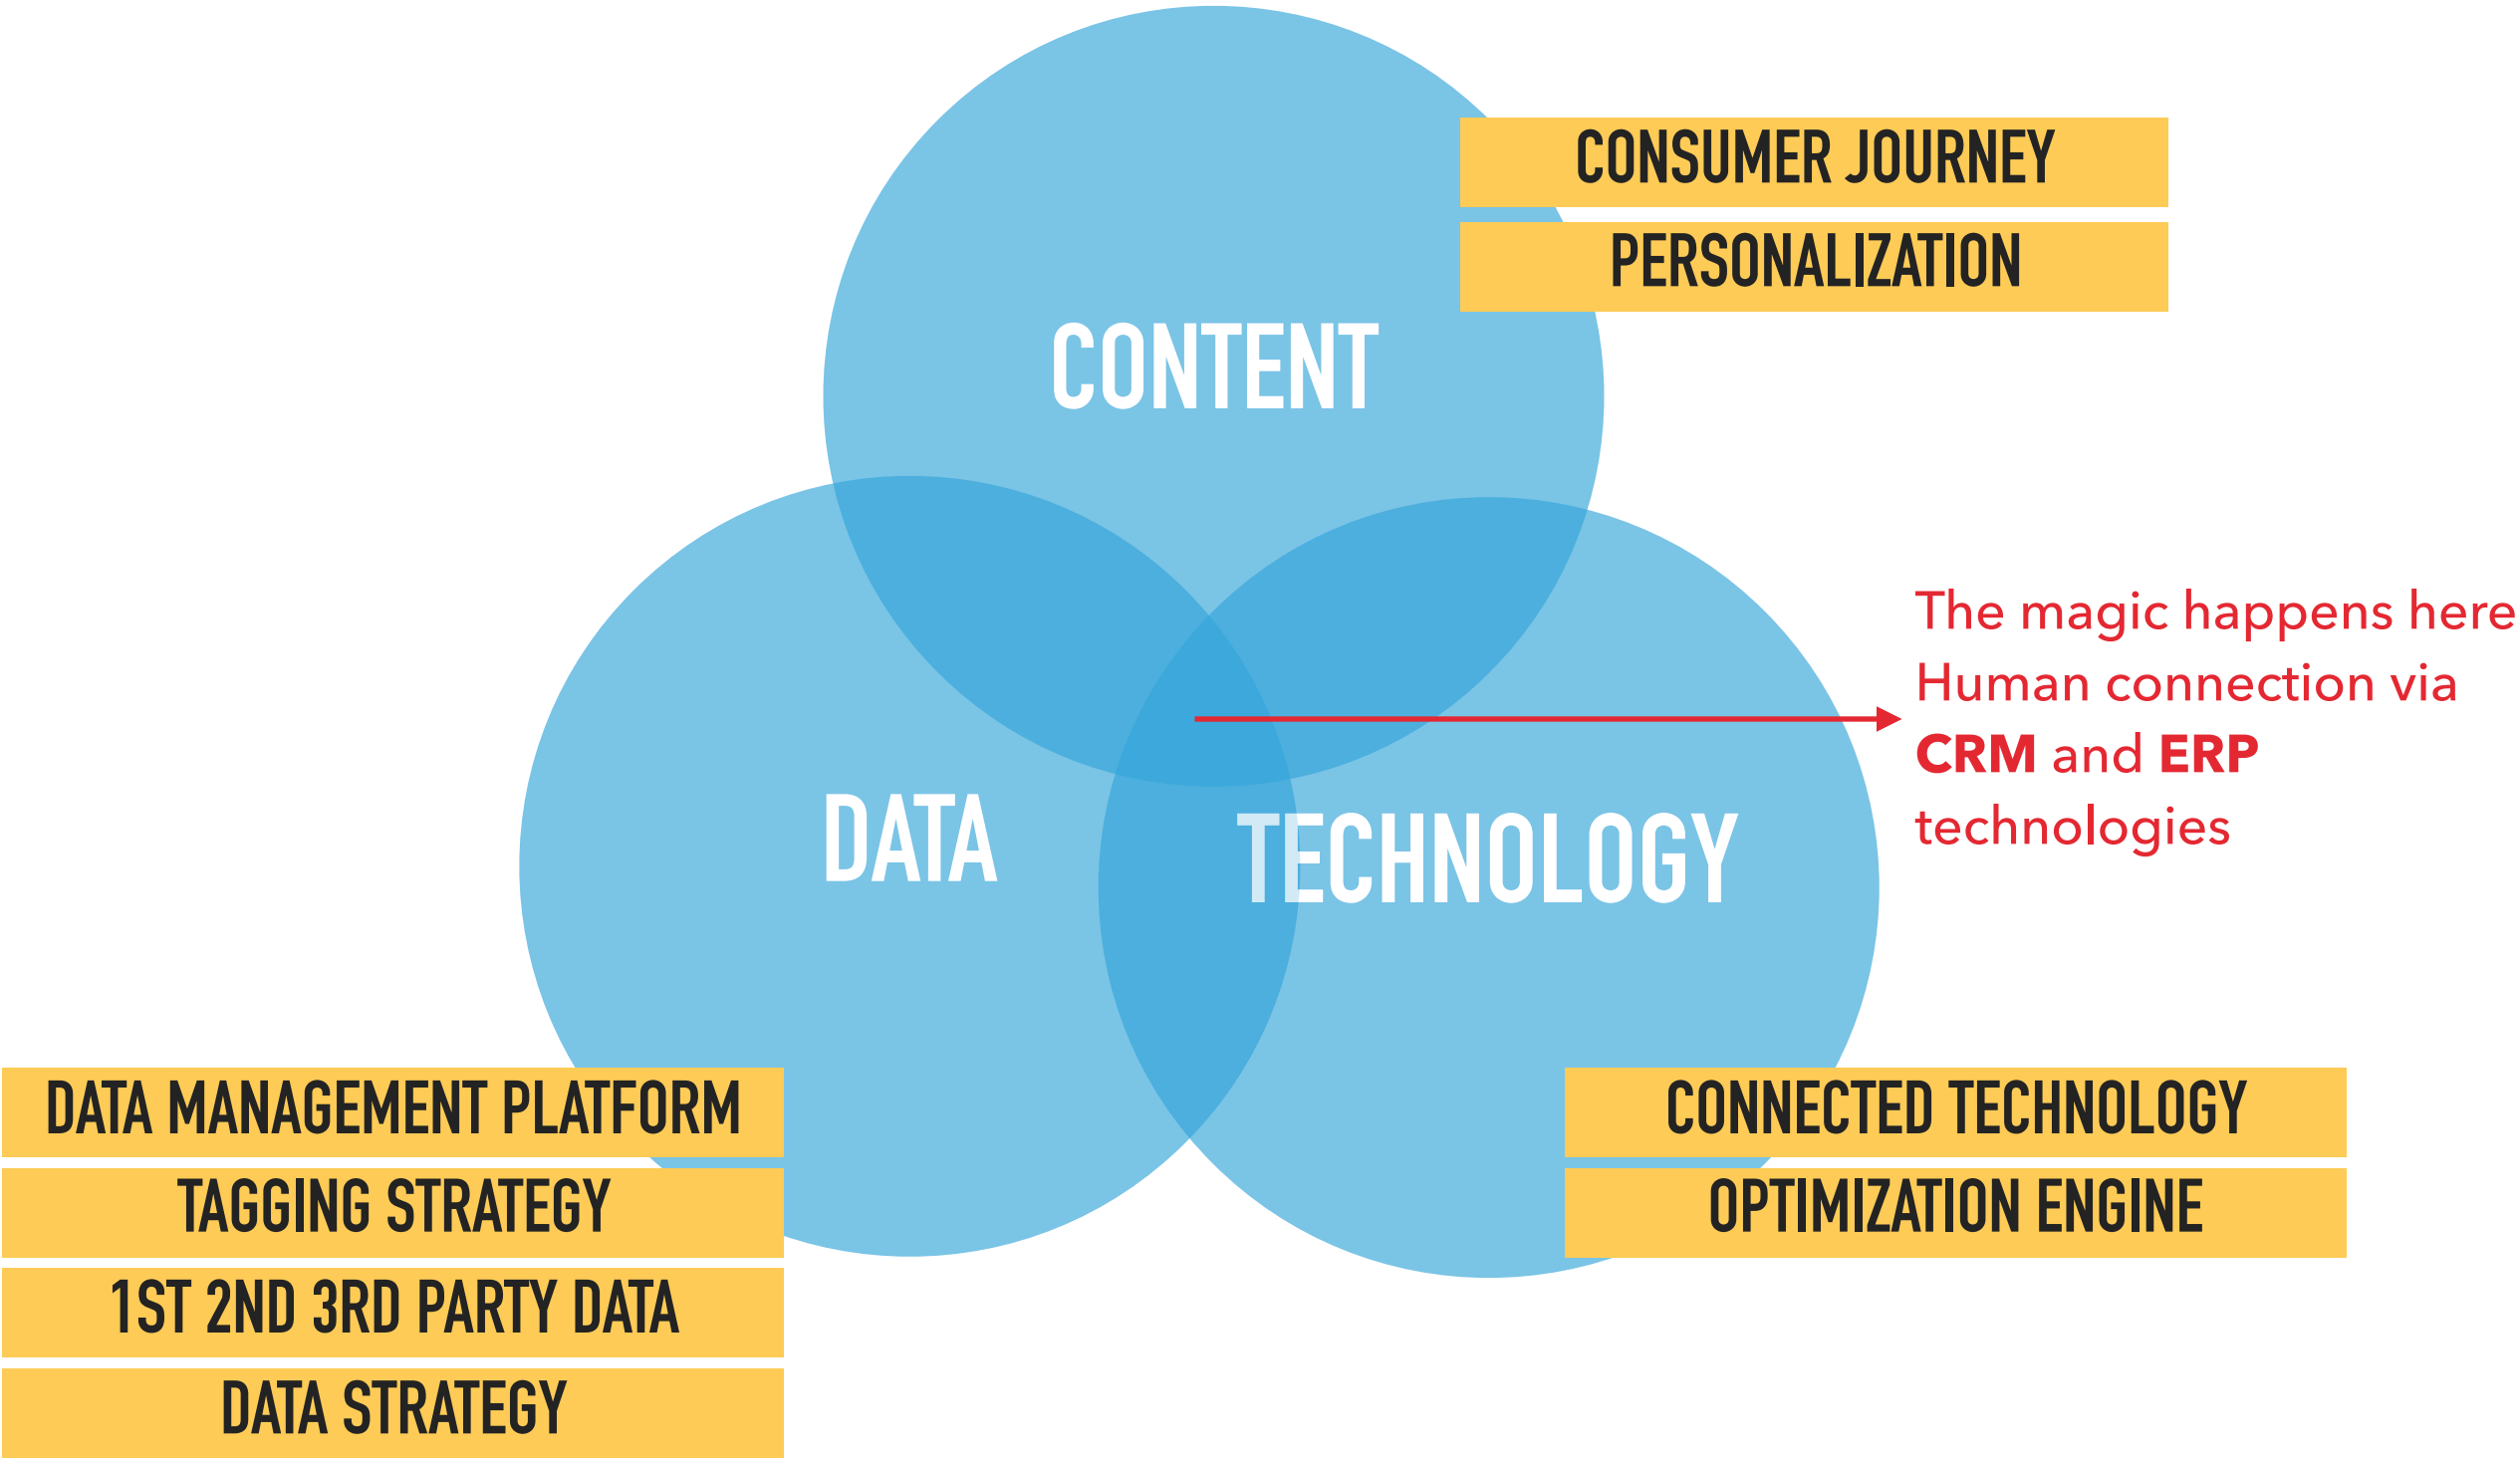 CONSUMER JOURNEY
PERSONALIZATION
CONTENT
The magic happens here
Human connection via
CRM and ERP
technologies
DATA
TECHNOLOGY
DATA MANAGEMENT PLATFORM
TAGGING STRATEGY
1ST 2ND 3RD PARTY DATA
DATA STRATEGY
CONNECTED TECHNOLOGY
OPTIMIZATION ENGINE